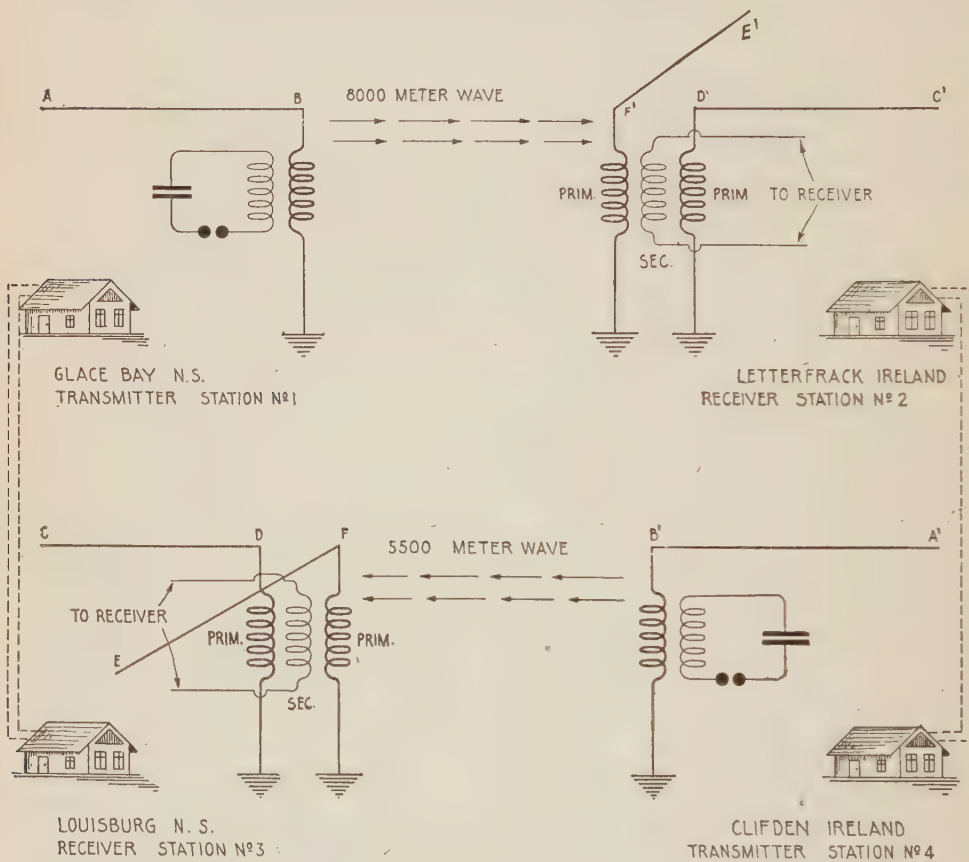 E'
A
B
8000 METER WAVE
F'
D'
C'
PRIM.
PRIM
TO RECEIVER
SEC.
GLACE BAY N.S.
TRANSMITTER STATION Nº1
LETTERFRACK IRELAND
RECEIVER STATION Nº2
C
D
F
5500 METER WAVE
B'
A'
TO RECEIVER
PRIM.
PRIM.
E
SEC.
LOUISBURG N.S.
RECEIVER STATION Nº3
CLIFDEN IRELAND
TRANSMITTER STATION Nº4